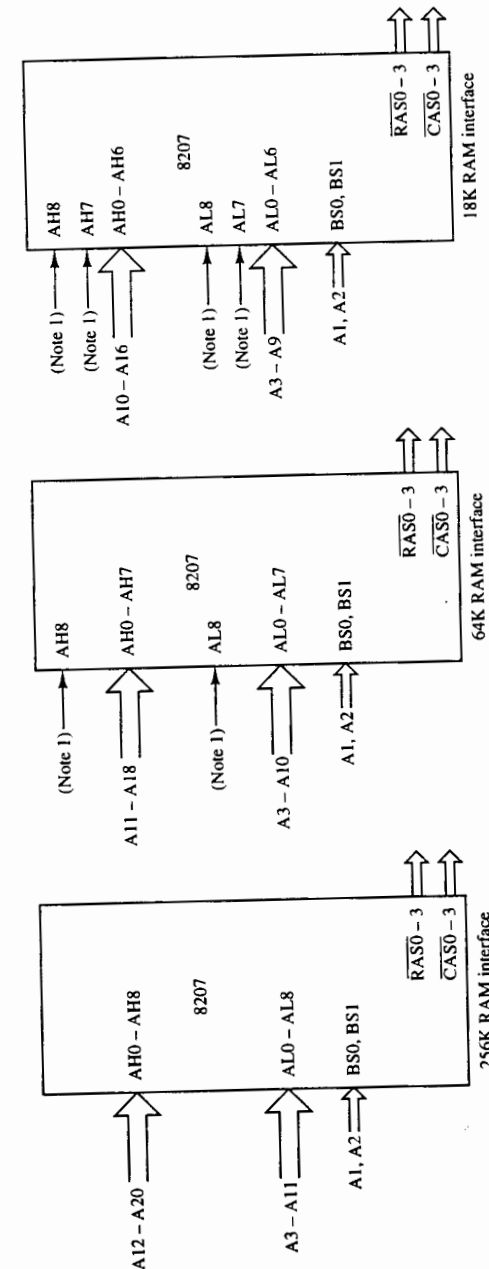 A12 – A20
AH0 – AH8
8207
A3 – A11
AL0 – AL8
A1, A2
BS0, BS1
RAS0 – 3
CAS0 – 3
256K RAM interface
(Note 1)
AH8
A11 – A18
AH0 – AH7
8207
(Note 1)
AL8
A3 – A10
AL0 – AL7
A1, A2
BS0, BS1
RAS0 – 3
CAS0 – 3
64K RAM interface
(Note 1)
AH8
(Note 1)
AH7
A10 – A16
AH0 – AH6
8207
(Note 1)
AL8
(Note 1)
AL7
A3 – A9
AL0 – AL6
A1, A2
BS0, BS1
RAS0 – 3
CAS0 – 3
18K RAM interface